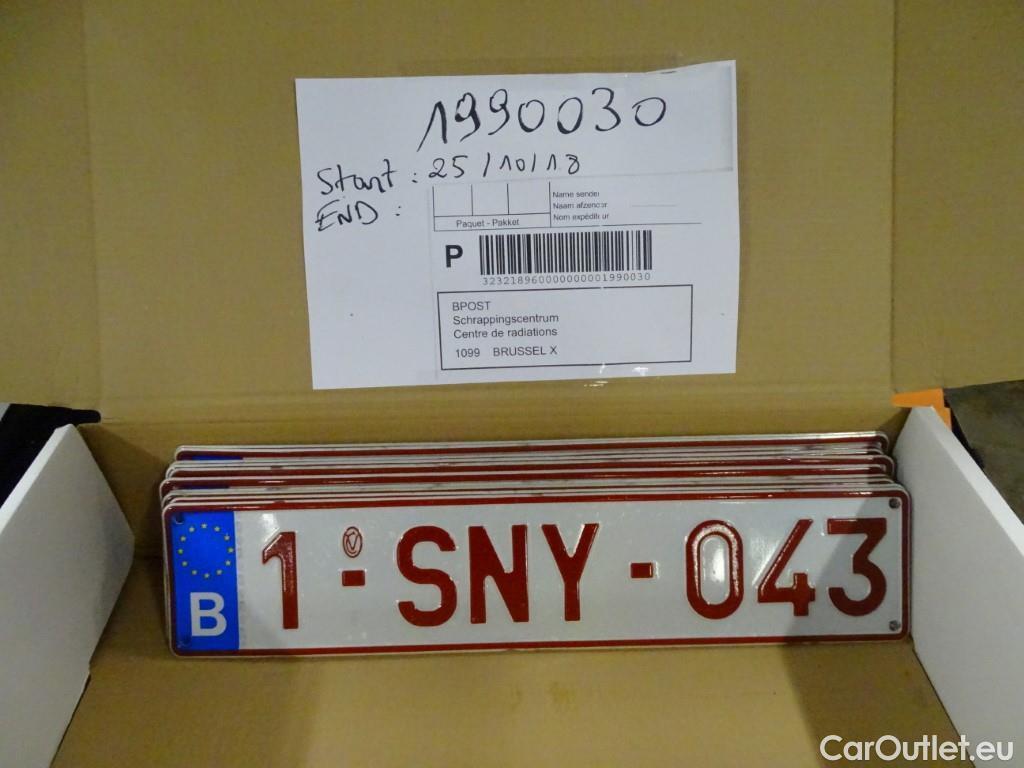 1990030
Start : 25/10/18
END :
Name sender
Naam afzender
Nom expéditeur
Paquet - Pakket
P
323218960000000001990030
BPOST
Schrappingscentrum
Centre de radiations
1099 BRUSSEL X
B 1-SNY-043
CarOutlet.eu